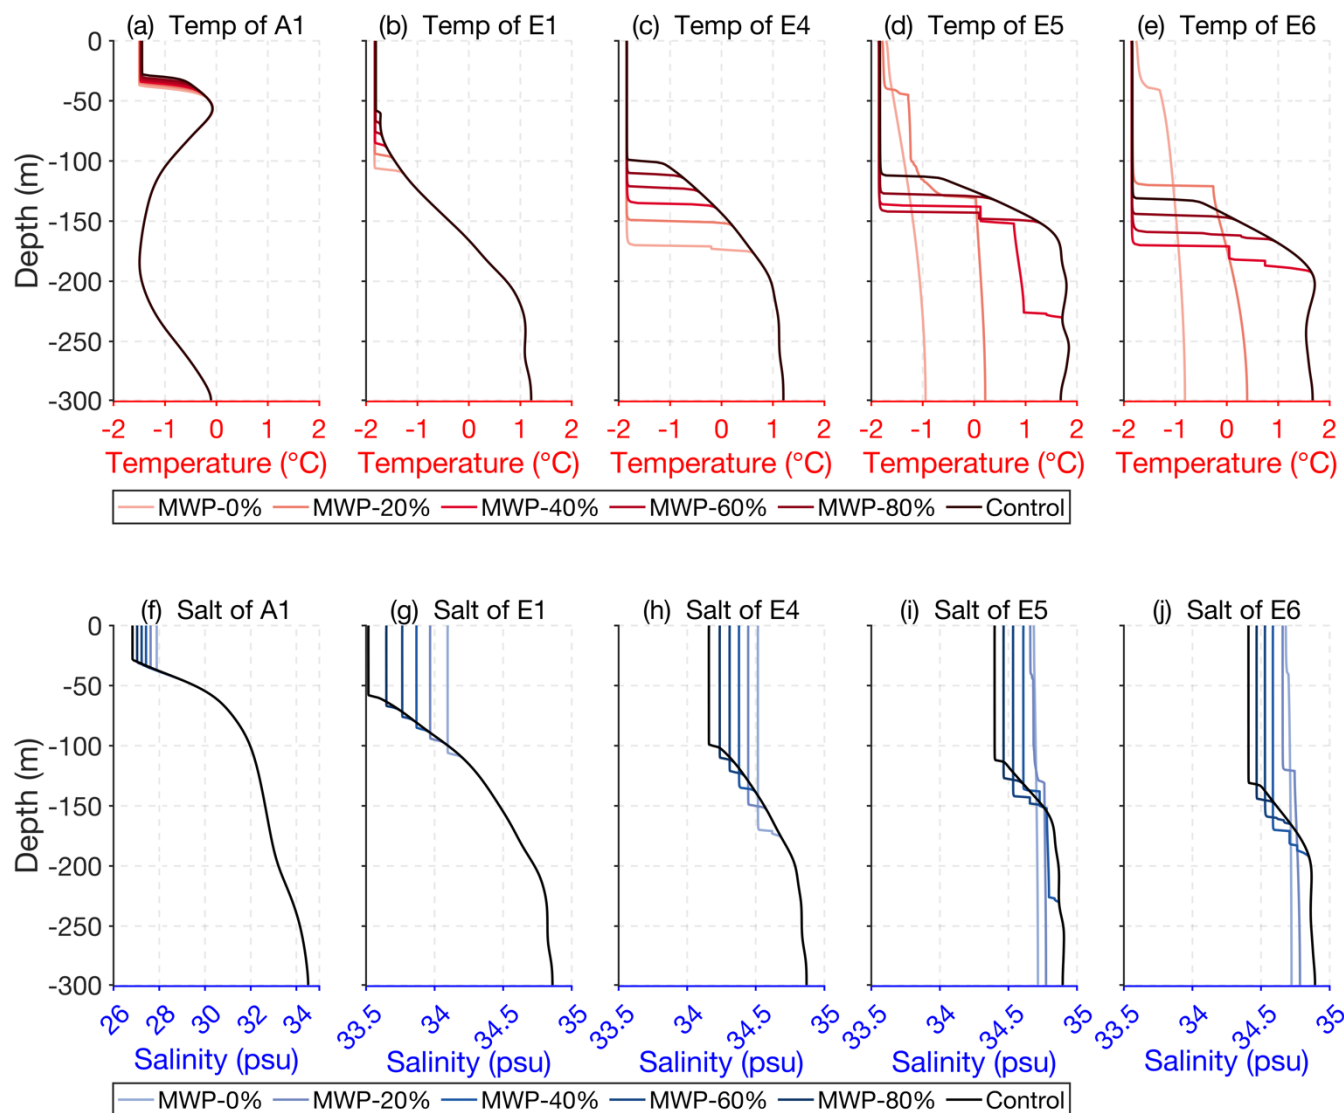 (a) Temp of A1
(b) Temp of E1
(c) Temp of E4
(d) Temp of E5
(e) Temp of E6
0
-50
-100
-150
-200
-250
-300
Depth (m)
-2 -1 0 1 2
-2 -1 0 1 2
-2 -1 0 1 2
-2 -1 0 1 2
-2 -1 0 1 2
Temperature (°C)
Temperature (°C)
Temperature (°C)
Temperature (°C)
Temperature (°C)
MWP-0% MWP-20% MWP-40% MWP-60% MWP-80% Control
(f) Salt of A1
(g) Salt of E1
(h) Salt of E4
(i) Salt of E5
(j) Salt of E6
0
-50
-100
-150
-200
-250
-300
Depth (m)
26 28 30 32 34
33.5 34 34.5 35
33.5 34 34.5 35
33.5 34 34.5 35
33.5 34 34.5 35
Salinity (psu)
Salinity (psu)
Salinity (psu)
Salinity (psu)
Salinity (psu)
MWP-0% MWP-20% MWP-40% MWP-60% MWP-80% Control